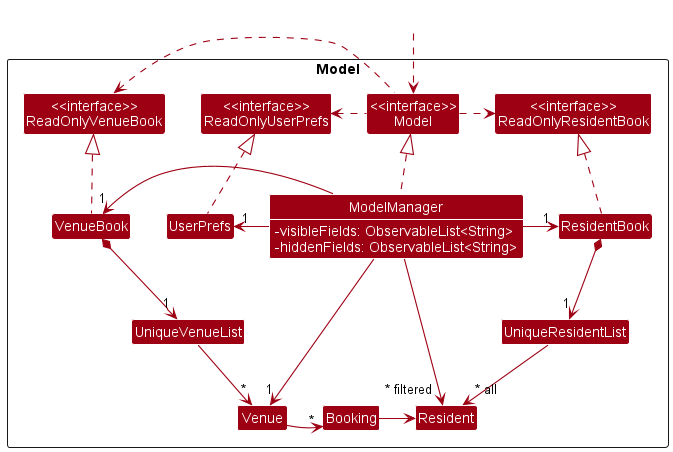 Model
<<interface>>
ReadOnlyVenueBook
<<interface>>
ReadOnlyUserPrefs
<<interface>>
Model
<<interface>>
ReadOnlyResidentBook
1
VenueBook
UserPrefs
1
ModelManager
-visibleFields: ObservableList<String>
-hiddenFields: ObservableList<String>
1
ResidentBook
1
UniqueVenueList
1
UniqueResidentList
*
1
* filtered
* all
Venue
*
Booking
Resident